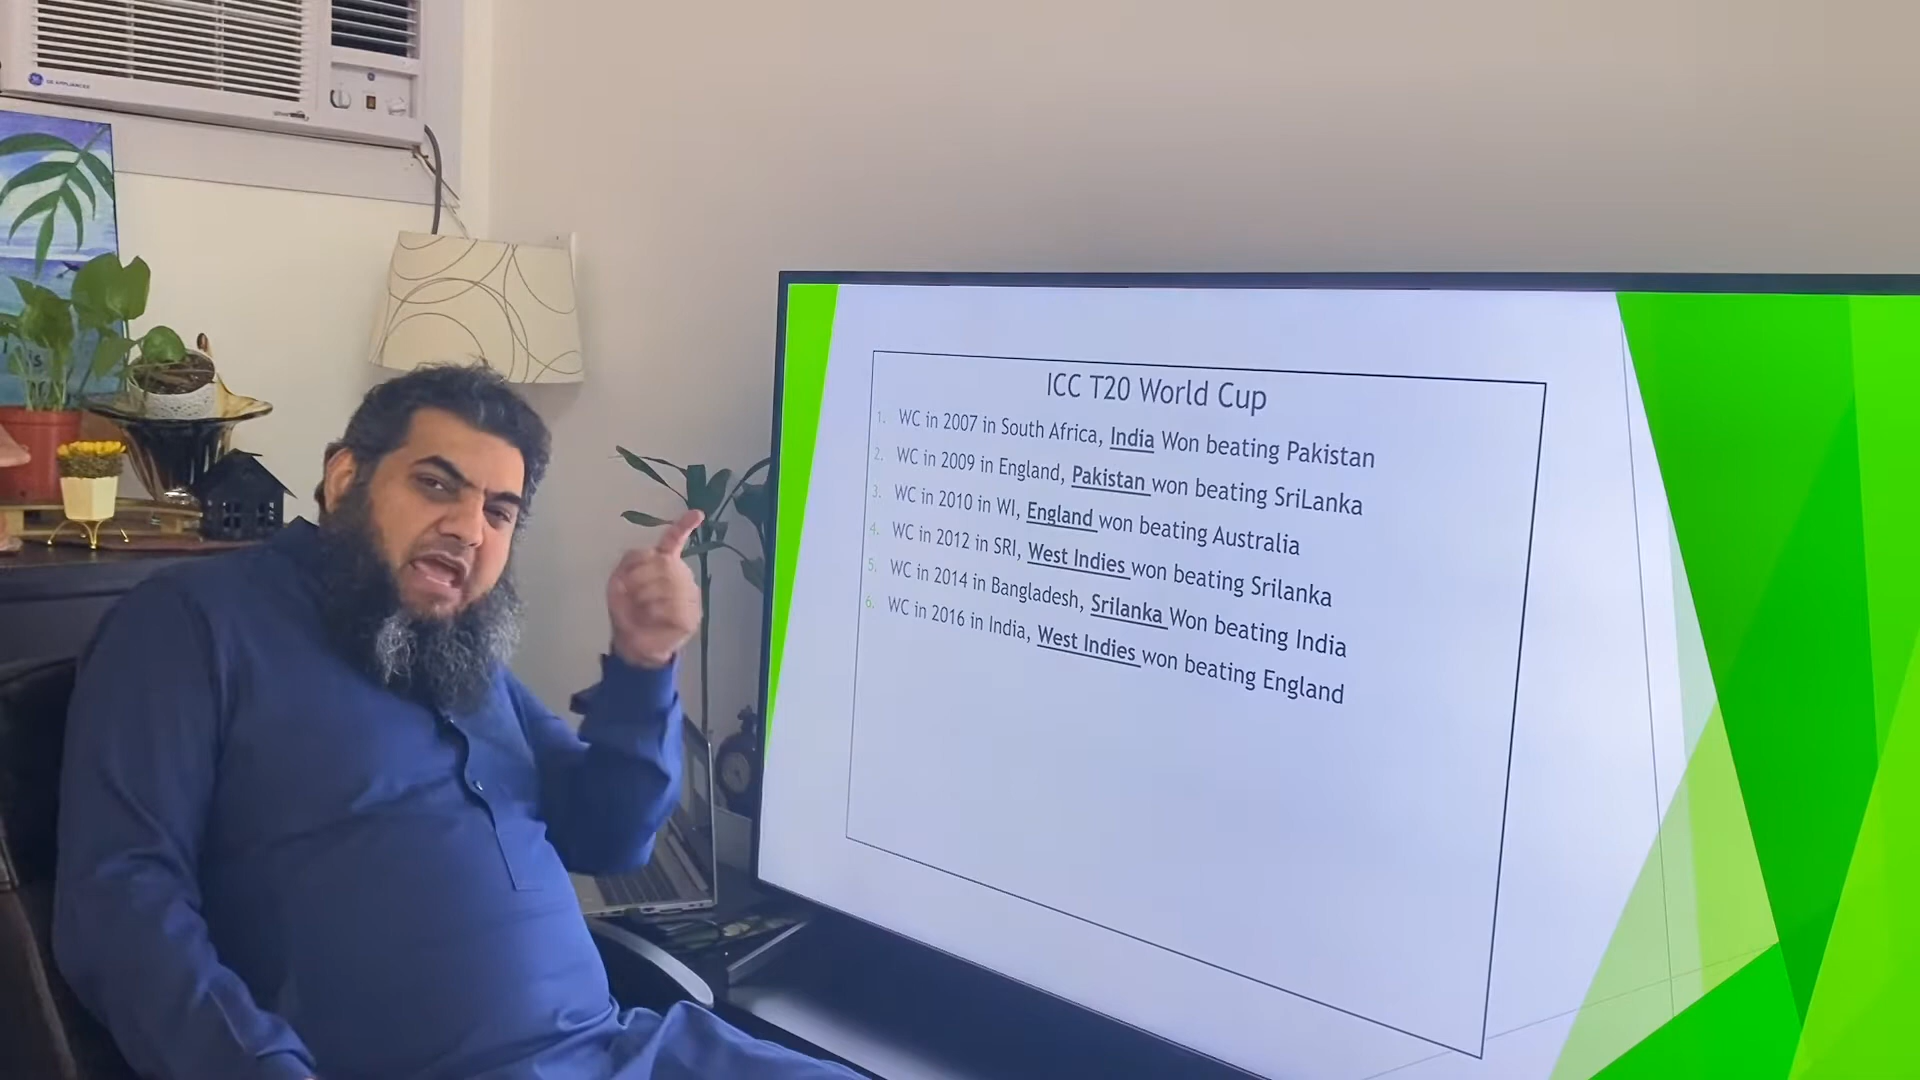 GE APPLIANCES
is
ICC T20 World Cup
1. WC in 2007 in South Africa, India Won beating Pakistan
2. WC in 2009 in England, Pakistan won beating SriLanka
3. WC in 2010 in WI, England won beating Australia
4. WC in 2012 in SRI, West Indies won beating Srilanka
5. WC in 2014 in Bangladesh, Srilanka Won beating India
6. WC in 2016 in India, West Indies won beating England